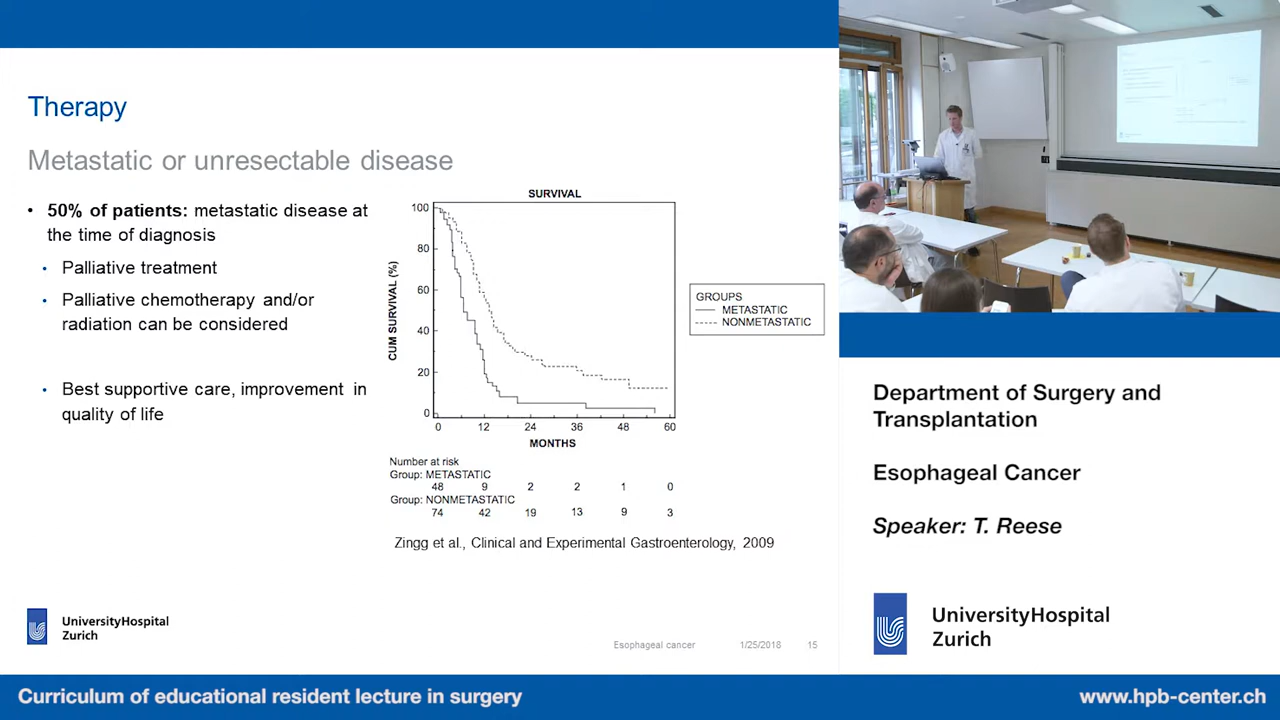 Therapy
Metastatic or unresectable disease
• 50% of patients: metastatic disease at
the time of diagnosis
• Palliative treatment
• Palliative chemotherapy and/or
radiation can be considered
• Best supportive care, improvement in
quality of life
SURVIVAL
CUM SURVIVAL (%)
100
80
60
40
20
0
0 12 24 36 48 60
MONTHS
GROUPS
METASTATIC
NONMETASTATIC
Number at risk
Group: METASTATIC
48 9 2 2 1 0
Group: NONMETASTATIC
74 42 19 13 9 3
Zingg et al., Clinical and Experimental Gastroenterology, 2009
UniversityHospital
Zurich
Esophageal cancer 1/25/2018 15
Department of Surgery and
Transplantation
Esophageal Cancer
Speaker: T. Reese
UniversityHospital
Zurich
Curriculum of educational resident lecture in surgery
www.hpb-center.ch